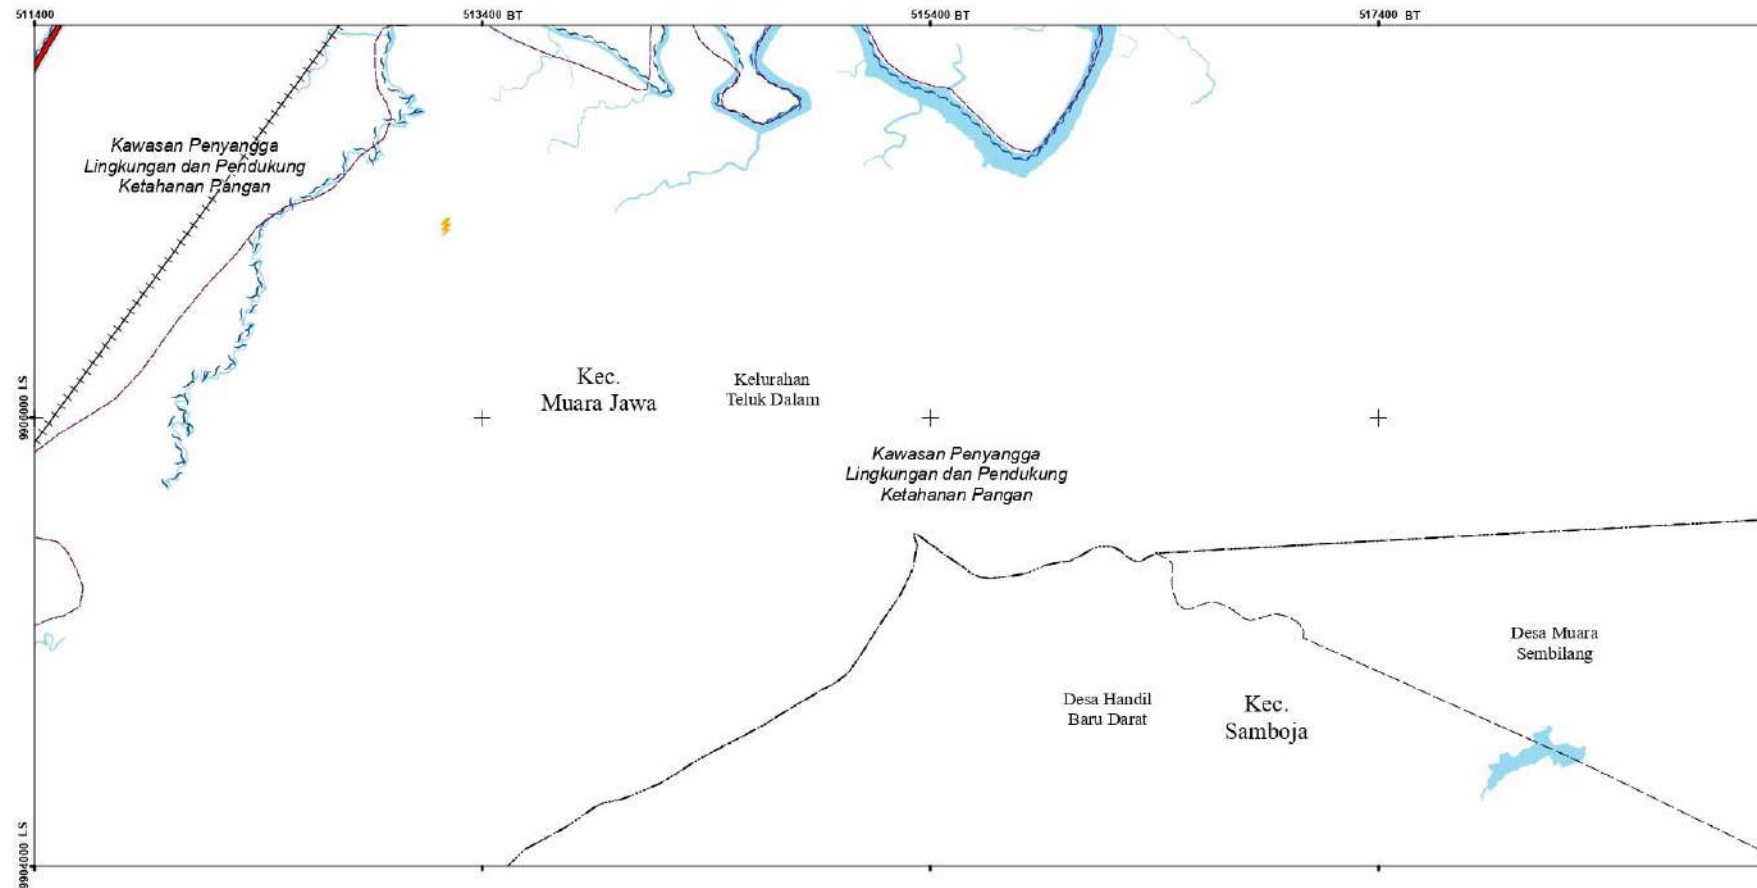 511400
513400 BT
515400 BT
517400 BT
Kawasan Penyangga
Lingkungan dan Pendukung
Ketahanan Pangan
Kec.
Muara Jawa
Kelurahan
Teluk Dalam
9906000 LS
Kawasan Penyangga
Lingkungan dan Pendukung
Ketahanan Pangan
Desa Muara
Sembilang
Desa Handil
Baru Darat
Kec.
Samboja
9904000 LS